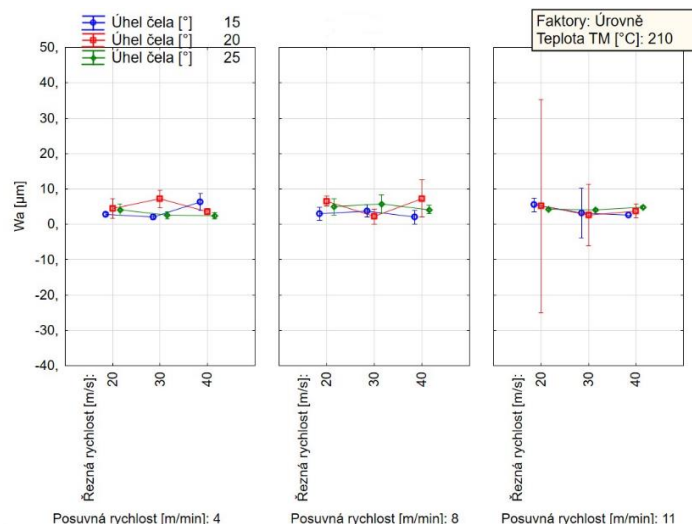 Úhel čela [°] 15
Úhel čela [°] 20
Úhel čela [°] 25
Faktory: Úrovně
Teplota TM [°C]: 210
Wa [µm]
50,
40,
30,
20,
10,
0,
-10,
-20,
-30,
-40,
Řezná rychlost [m/s]:
20
30
40
Řezná rychlost [m/s]:
20
30
40
Řezná rychlost [m/s]:
20
30
40
Posuvná rychlost [m/min]: 4
Posuvná rychlost [m/min]: 8
Posuvná rychlost [m/min]: 11